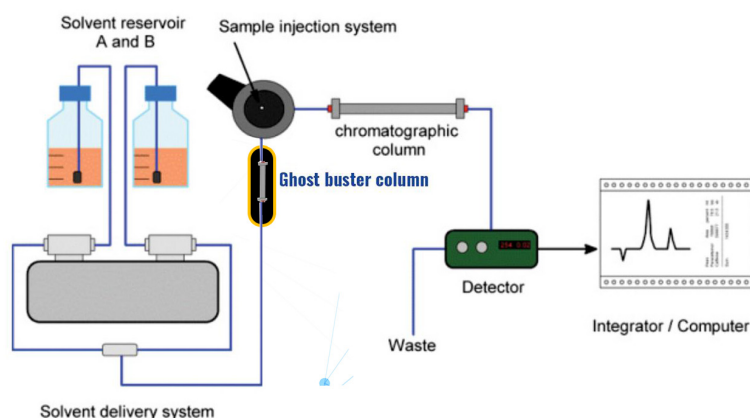 Solvent reservoir
A and B
Sample injection system
chromatographic
column
Ghost buster column
Detector
Waste
Integrator / Computer
Solvent delivery system